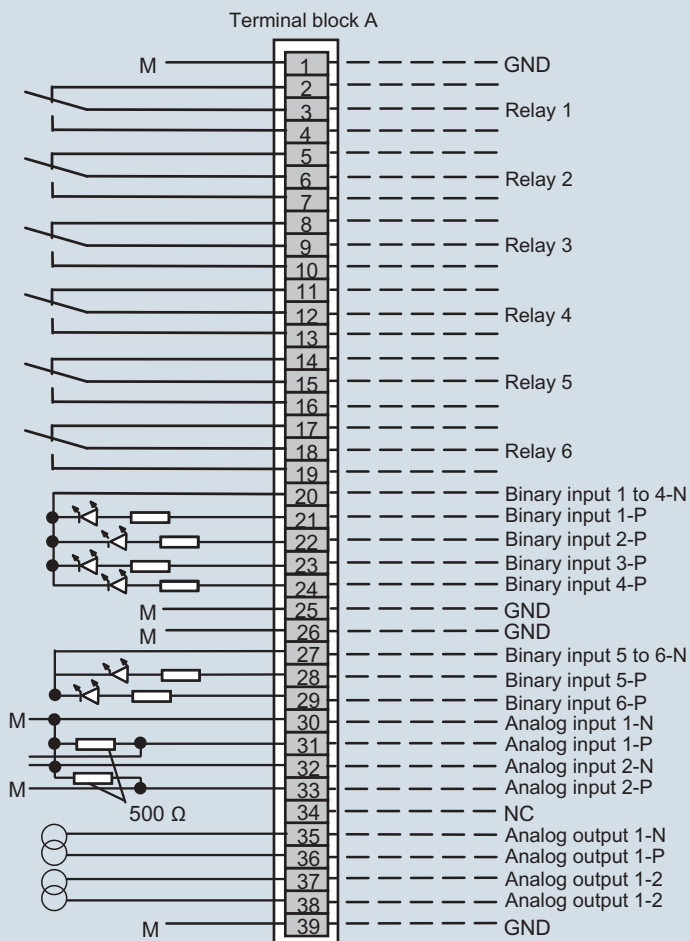 Terminal block A
M 1 GND
2
3 Relay 1
4
5
6 Relay 2
7
8
9 Relay 3
10
11
12 Relay 4
13
14
15 Relay 5
16
17
18 Relay 6
19
20 Binary input 1 to 4-N
21 Binary input 1-P
22 Binary input 2-P
23 Binary input 3-P
24 Binary input 4-P
M 25 GND
M 26 GND
27 Binary input 5 to 6-N
28 Binary input 5-P
29 Binary input 6-P
M 30 Analog input 1-N
31 Analog input 1-P
32 Analog input 2-N
M 33 Analog input 2-P
500 Ω 34 NC
35 Analog output 1-N
36 Analog output 1-P
37 Analog output 1-2
38 Analog output 1-2
M 39 GND